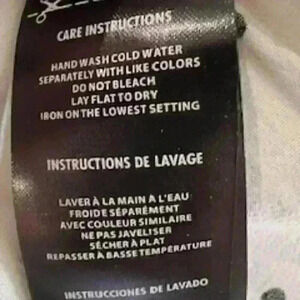 CARE INSTRUCTIONS
HAND WASH COLD WATER
SEPARATELY WITH LIKE COLORS
DO NOT BLEACH
LAY FLAT TO DRY
IRON ON THE LOWEST SETTING
INSTRUCTIONS DE LAVAGE
LAVER À LA MAIN À L'EAU
FROIDE SÉPARÉMENT
AVEC COULEUR SIMILAIRE
NE PAS JAVELISER
SÉCHER À PLAT
REPASSER À BASSE TEMPÉRATURE
INSTRUCCIONES DE LAVADO